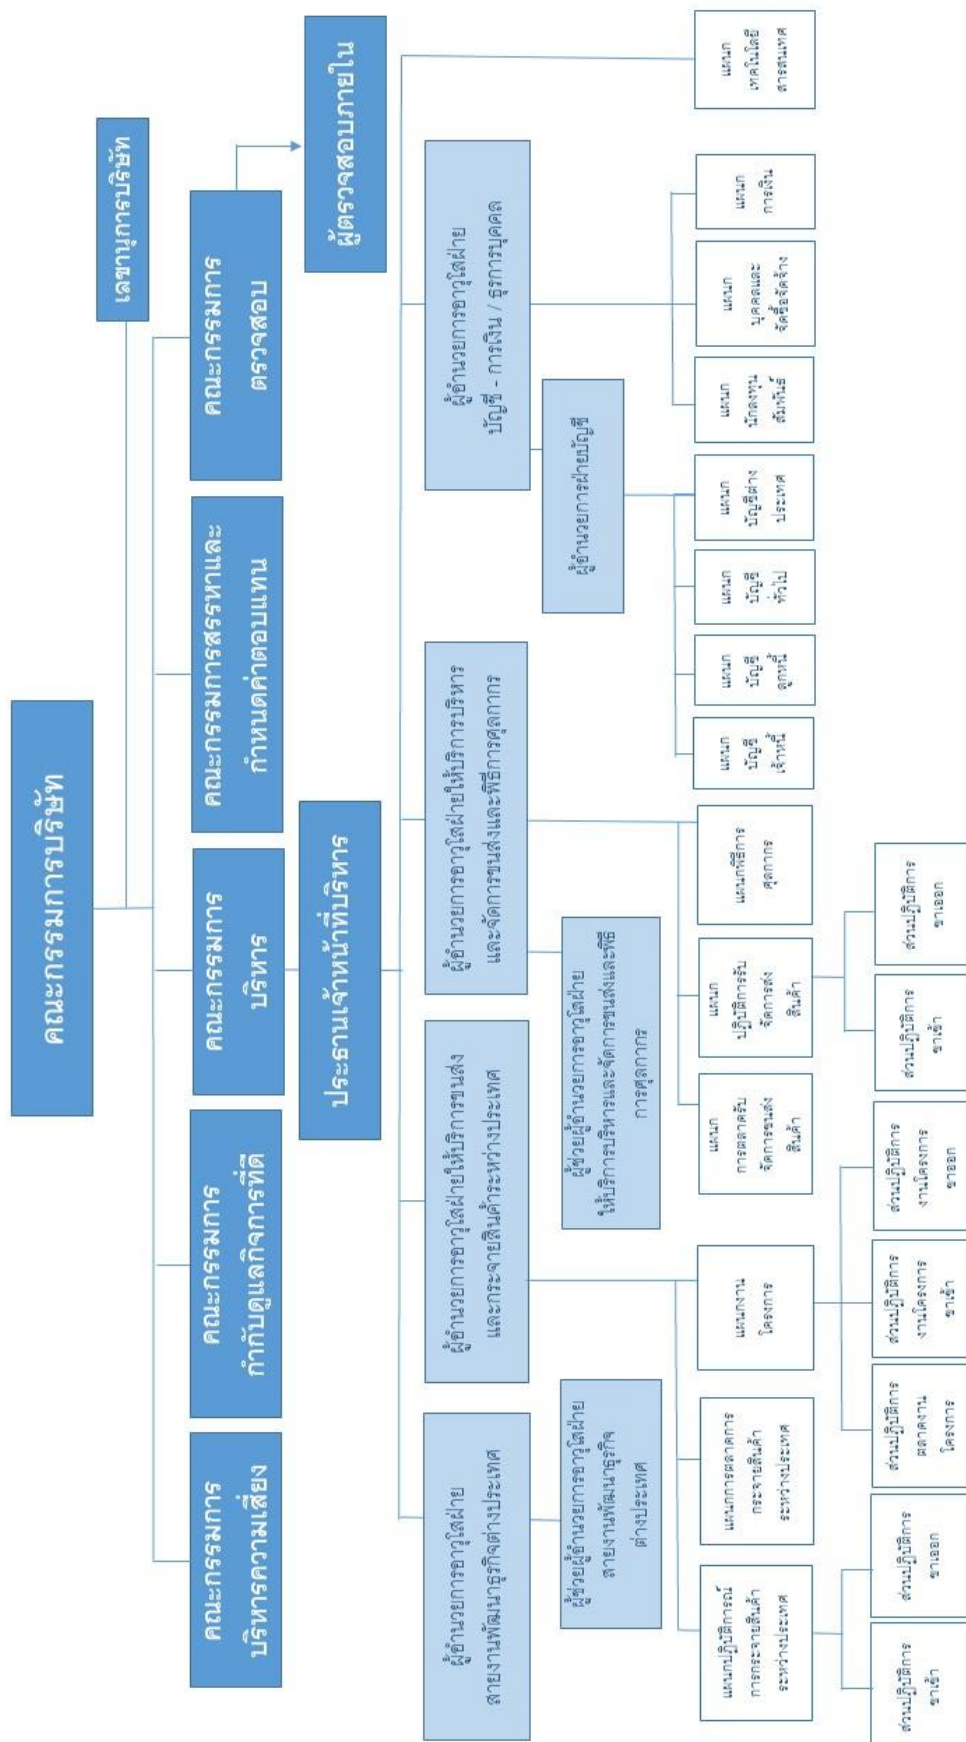 คณะกรรมการบริษัท
เลขานุการบริษัท
คณะกรรมการ
บริหารความเสี่ยง
คณะกรรมการ
กำกับดูแลกิจการที่ดี
คณะกรรมการ
บริหาร
คณะกรรมการสรรหาและ
กำหนดค่าตอบแทน
คณะกรรมการ
ตรวจสอบ
ประธานเจ้าหน้าที่บริหาร
ผู้ตรวจสอบภายใน
ผู้อำนวยการอาวุโสฝ่าย
สายงานพัฒนาธุรกิจต่างประเทศ
ผู้อำนวยการอาวุโสฝ่ายให้บริการขนส่ง
และกระจายสินค้าระหว่างประเทศ
ผู้อำนวยการอาวุโสฝ่ายให้บริการบริหาร
และจัดการขนส่งและพิธีการศุลกากร
ผู้อำนวยการอาวุโสฝ่าย
บัญชี - การเงิน / ธุรการบุคคล
ผู้ช่วยผู้อำนวยการอาวุโสฝ่าย
สายงานพัฒนาธุรกิจ
ต่างประเทศ
ผู้ช่วยผู้อำนวยการอาวุโสฝ่าย
ให้บริการบริหารและจัดการขนส่งและพิธี
การศุลกากร
ผู้อำนวยการฝ่ายบัญชี
แผนกปฏิบัติการณ์
การกระจายสินค้า
ระหว่างประเทศ
แผนกการตลาดการ
กระจายสินค้า
ระหว่างประเทศ
แผนกงาน
โครงการ
แผนก
การตลาดรับ
จัดการขนส่ง
สินค้า
แผนก
ปฏิบัติการรับ
จัดการส่ง
สินค้า
แผนกพิธีการ
ศุลกากร
แผนก
บัญชี
เจ้าหนี้
แผนก
บัญชี
ลูกหนี้
แผนก
บัญชี
ทั่วไป
แผนก
บัญชีต่าง
ประเทศ
แผนก
นักลงทุน
สัมพันธ์
แผนก
บุคคลและ
จัดซื้อจัดจ้าง
แผนก
การเงิน
แผนก
เทคโนโลยี
สารสนเทศ
ส่วนปฏิบัติการ
ขาเข้า
ส่วนปฏิบัติการ
ขาเออก
ส่วนปฏิบัติการ
ตลาดงาน
โครงการ
ส่วนปฏิบัติการ
งานโครงการ
ขาเข้า
ส่วนปฏิบัติการ
งานโครงการ
ขาออก
ส่วนปฏิบัติการ
ขาเข้า
ส่วนปฏิบัติการ
ขาเออก